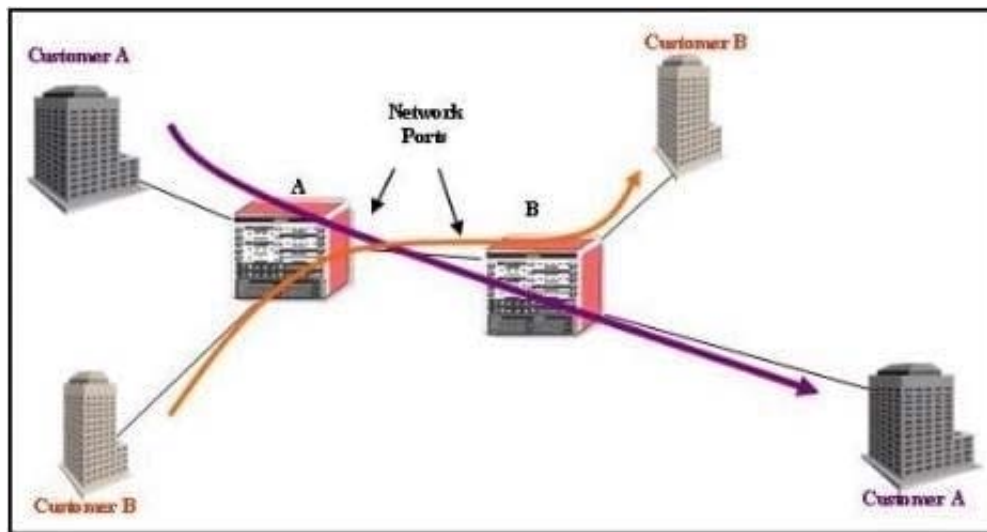 Customer A
Customer B
Network
Ports
A
B
Customer B
Customer A